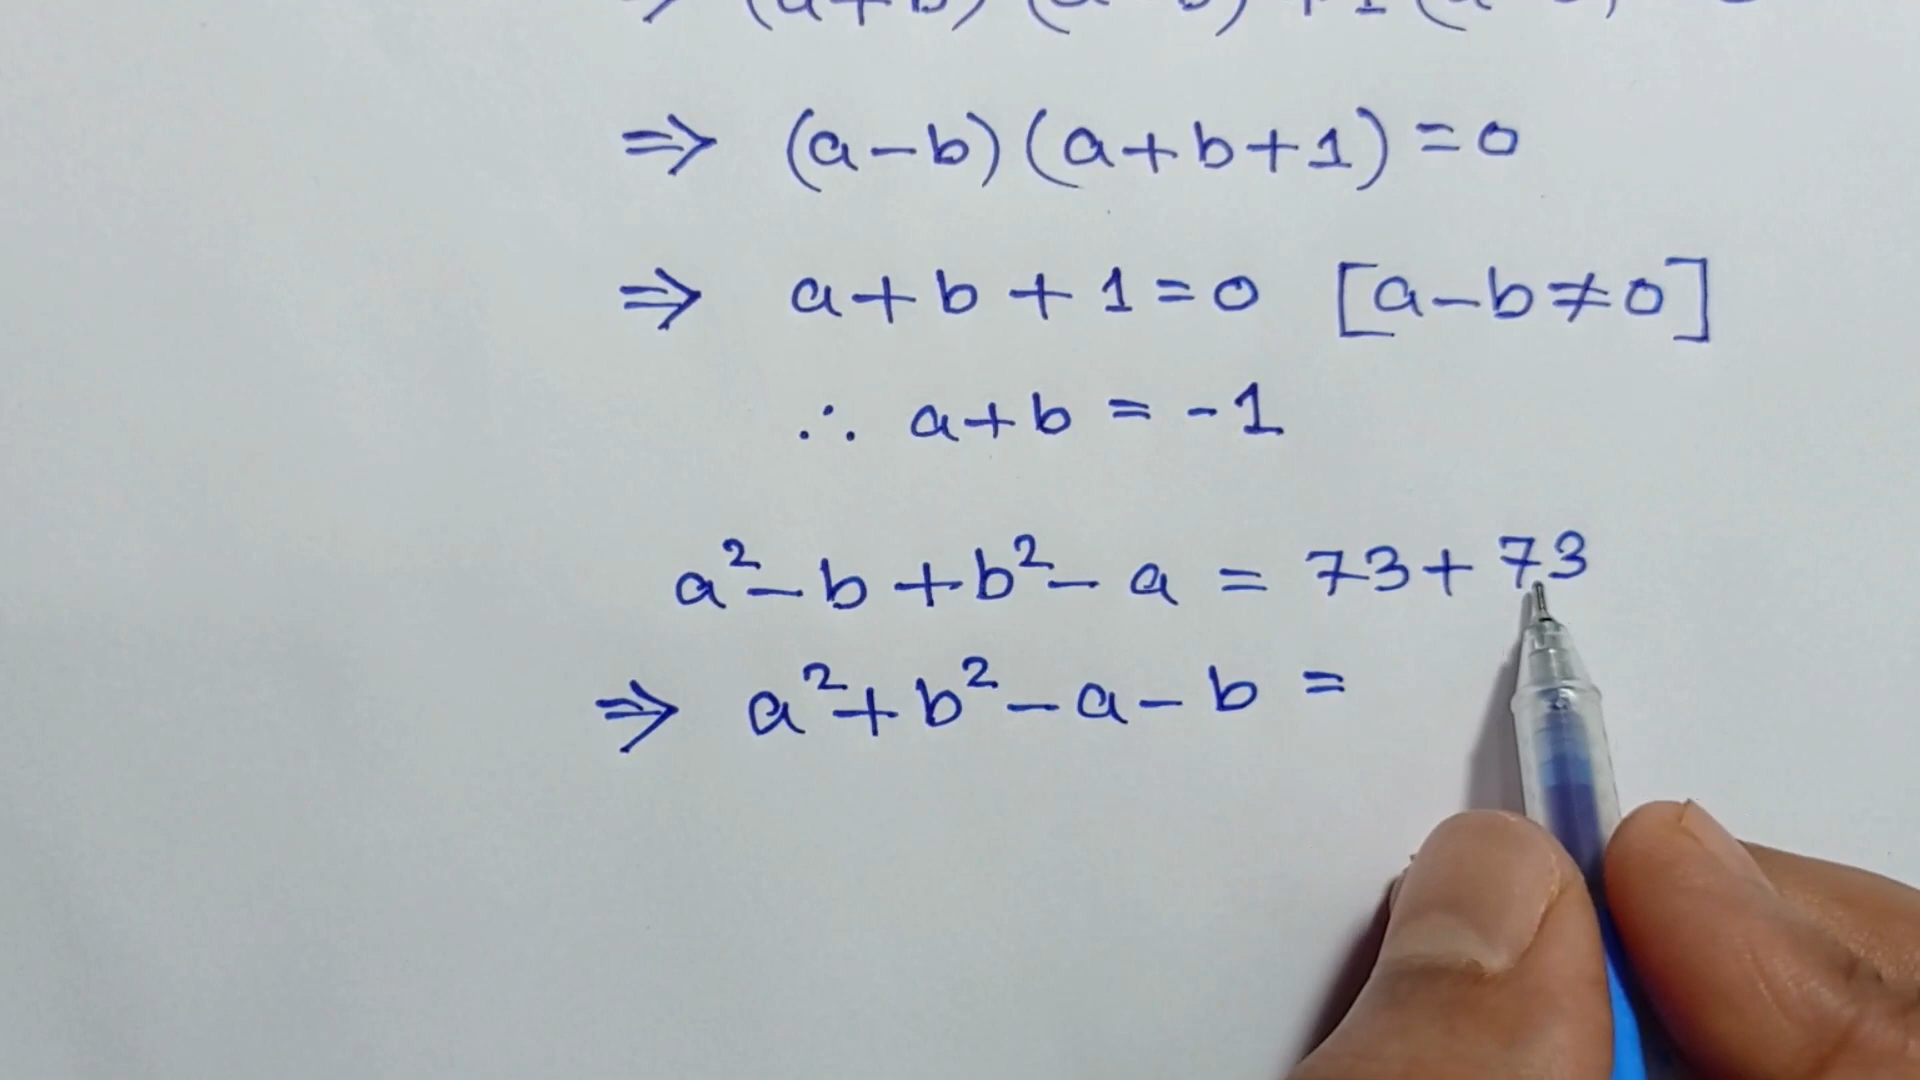 ⇒ (a-b)(a+b+1)=0
⇒ a+b+1=0 [a-b≠0]
∴ a+b = -1
a²-b+b²-a = 73+73
⇒ a²+b²-a-b =